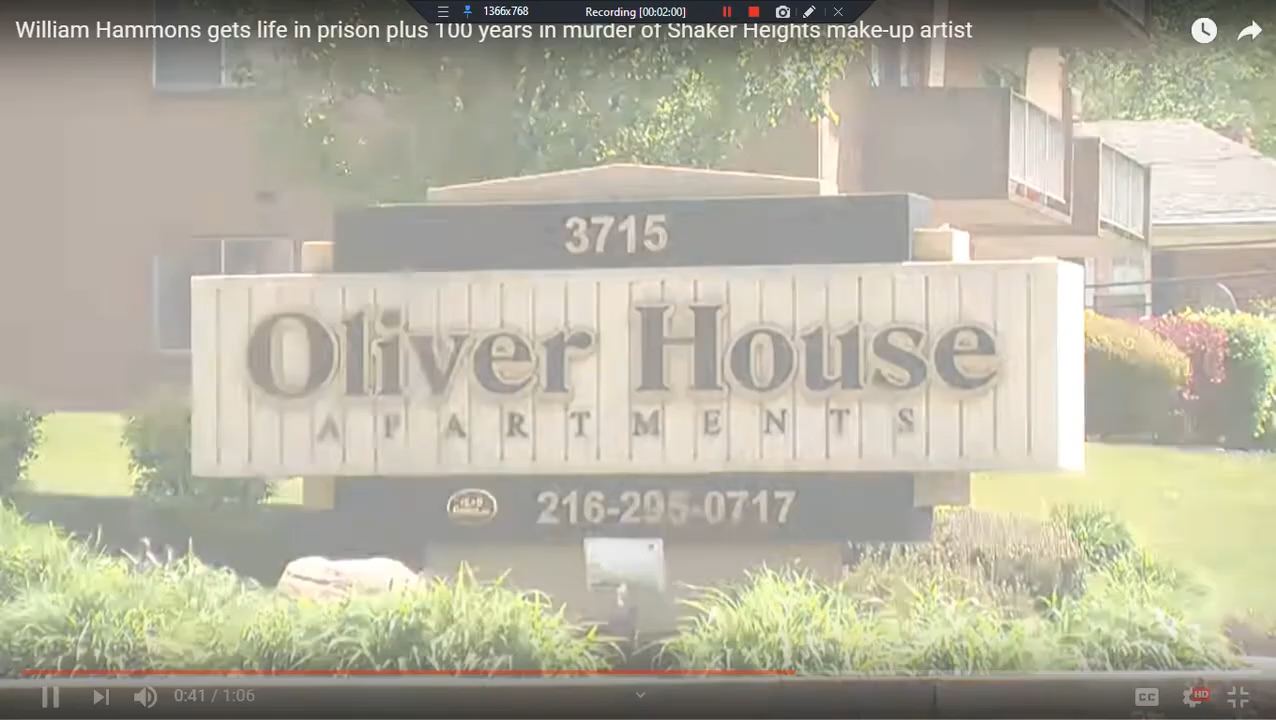 1366x768 Recording [00:02:00]
William Hammons gets life in prison plus 100 years in murder of Shaker Heights make-up artist
3715
Oliver House
APARTMENTS
216-295-0717
0:41 / 1:06
CC
HD